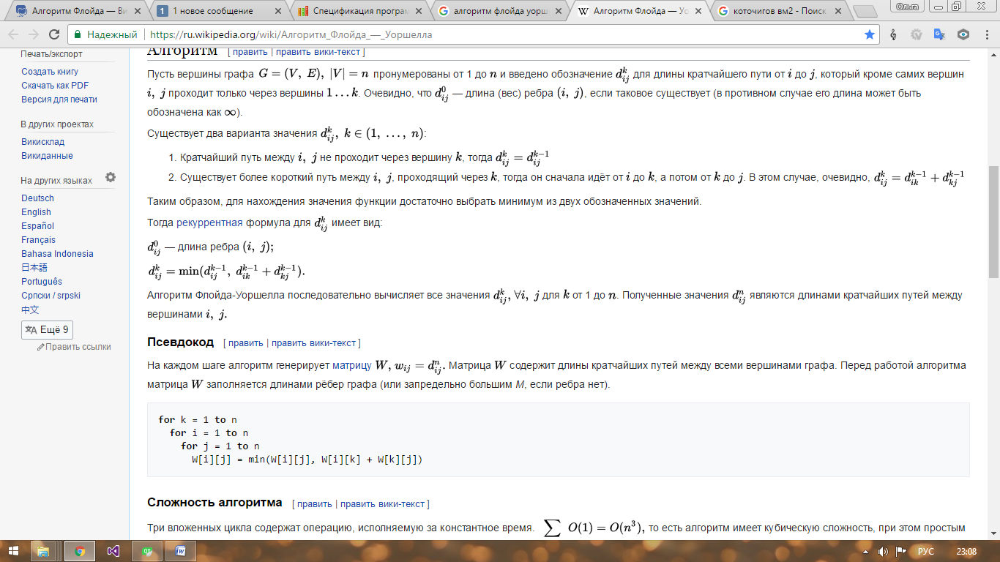 Алгоритм Флойда — Ви
1 новое сообщение
Спецификация програм
алгоритм флойда уорш
Алгоритм Флойда — Уо
коточигов вм2 - Поиск
Ольга
Надежный | https://ru.wikipedia.org/wiki/Алгоритм_Флойда_—_Уоршелла
Печать/экспорт
Создать книгу
Скачать как PDF
Версия для печати
В других проектах
Викисклад
Викиданные
На других языках
Deutsch
English
Español
Français
Bahasa Indonesia
日本語
Português
Српски / srpski
中文
Ещё 9
Править ссылки
Алгоритм [ править | править вики-текст ]
Пусть вершины графа G = (V, E), |V| = n пронумерованы от 1 до n и введено обозначение d_{ij}^{k} для длины кратчайшего пути от i до j, который кроме самих вершин
i, j проходит только через вершины 1 … k. Очевидно, что d_{ij}^{0} — длина (вес) ребра (i, j), если таковое существует (в противном случае его длина может быть
обозначена как ∞).
Существует два варианта значения d_{ij}^{k}, k ∈ (1, …, n):
1. Кратчайший путь между i, j не проходит через вершину k, тогда d_{ij}^{k} = d_{ij}^{k−1}
2. Существует более короткий путь между i, j, проходящий через k, тогда он сначала идёт от i до k, а потом от k до j. В этом случае, очевидно, d_{ij}^{k} = d_{ik}^{k−1} + d_{kj}^{k−1}
Таким образом, для нахождения значения функции достаточно выбрать минимум из двух обозначенных значений.
Тогда рекуррентная формула для d_{ij}^{k} имеет вид:
d_{ij}^{0} — длина ребра (i, j);
d_{ij}^{k} = min(d_{ij}^{k−1}, d_{ik}^{k−1} + d_{kj}^{k−1}).
Алгоритм Флойда-Уоршелла последовательно вычисляет все значения d_{ij}^{k}, ∀i, j для k от 1 до n. Полученные значения d_{ij}^{n} являются длинами кратчайших путей между
вершинами i, j.
Псевдокод [ править | править вики-текст ]
На каждом шаге алгоритм генерирует матрицу W, w_{ij} = d_{ij}^{n}. Матрица W содержит длины кратчайших путей между всеми вершинами графа. Перед работой алгоритма
матрица W заполняется длинами рёбер графа (или запредельно большим M, если ребра нет).
for k = 1 to n
for i = 1 to n
for j = 1 to n
W[i][j] = min(W[i][j], W[i][k] + W[k][j])
Сложность алгоритма [ править | править вики-текст ]
Три вложенных цикла содержат операцию, исполняемую за константное время. ∑ O(1) = O(n³), то есть алгоритм имеет кубическую сложность, при этом простым
РУС
23:08